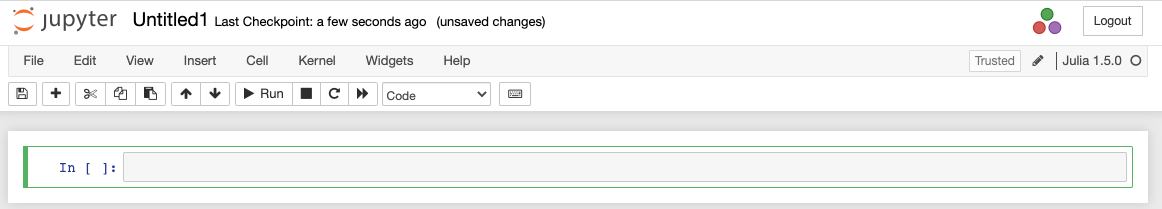 jupyter Untitled1 Last Checkpoint: a few seconds ago (unsaved changes) Logout
File Edit View Insert Cell Kernel Widgets Help Trusted Julia 1.5.0
Run Code
In [ ]: